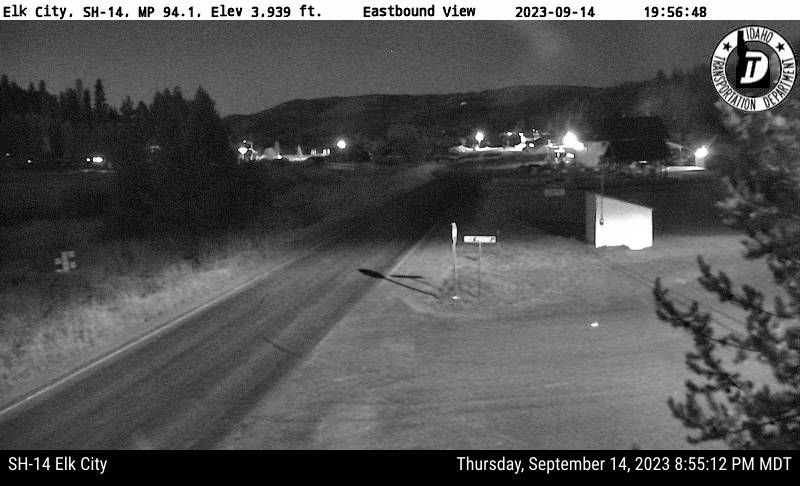 Elk City, SH-14, MP 94.1, Elev 3,939 ft. Eastbound View 2023-09-14 19:56:48
IDAHO
TRANSPORTATION DEPARTMENT
SH-14 Elk City Thursday, September 14, 2023 8:55:12 PM MDT